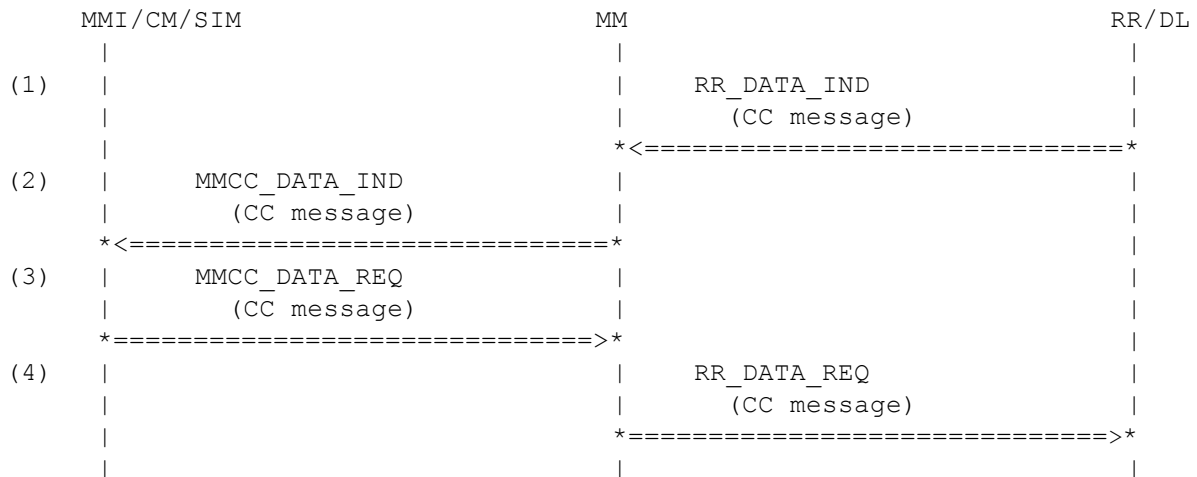 MMI/CM/SIM MM RR/DL
| | |
(1) | | RR_DATA_IND |
| | (CC message) |
| *<==============================*
(2) | MMCC_DATA_IND | |
| (CC message) | |
*<==============================* |
(3) | MMCC_DATA_REQ | |
| (CC message) | |
*==============================>* |
(4) | | RR_DATA_REQ |
| | (CC message) |
| *==============================>*
| | |